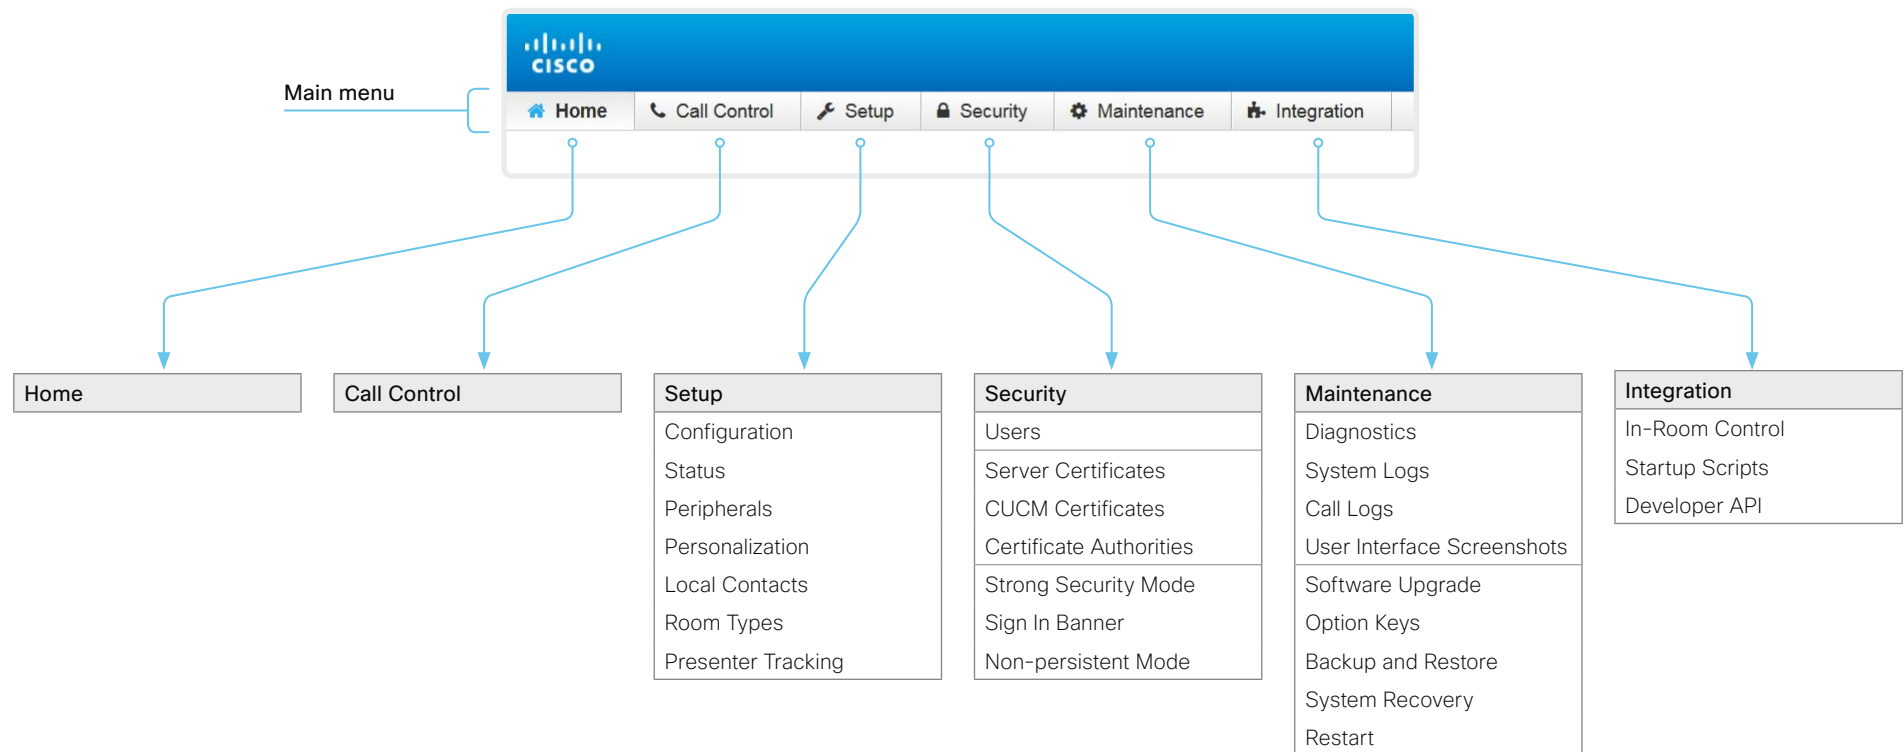 CISCO
Main menu
Home Call Control Setup Security Maintenance Integration
Home
Call Control
Setup
Configuration
Status
Peripherals
Personalization
Local Contacts
Room Types
Presenter Tracking
Security
Users
Server Certificates
CUCM Certificates
Certificate Authorities
Strong Security Mode
Sign In Banner
Non-persistent Mode
Maintenance
Diagnostics
System Logs
Call Logs
User Interface Screenshots
Software Upgrade
Option Keys
Backup and Restore
System Recovery
Restart
Integration
In-Room Control
Startup Scripts
Developer API